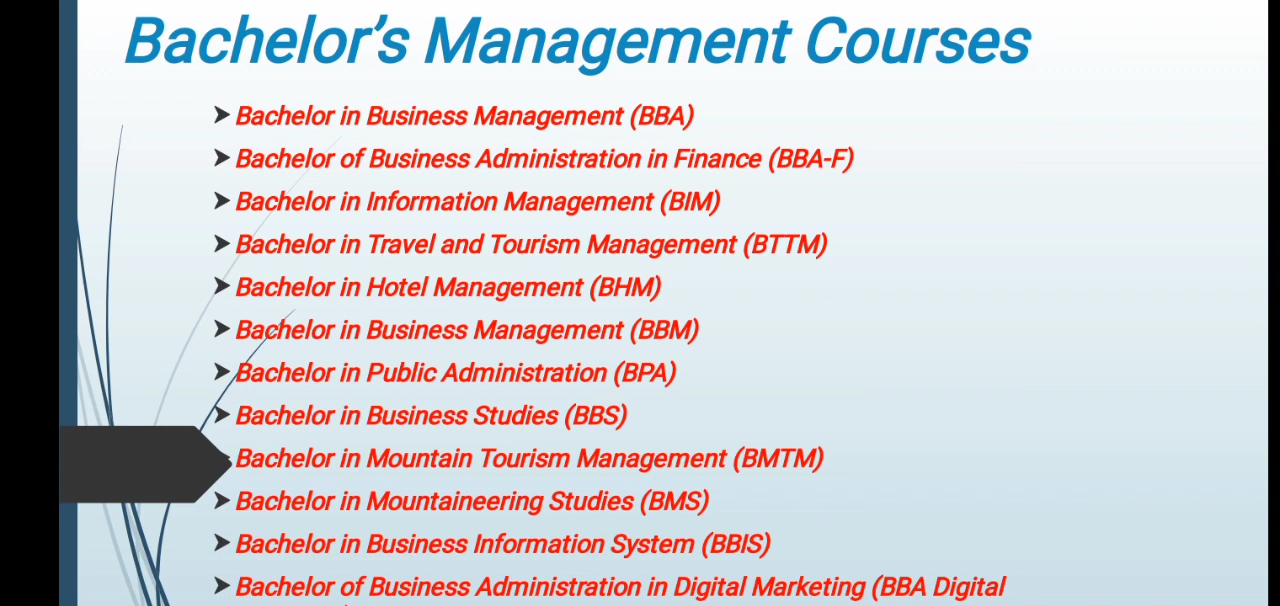 Bachelor’s Management Courses
Bachelor in Business Management (BBA)
Bachelor of Business Administration in Finance (BBA-F)
Bachelor in Information Management (BIM)
Bachelor in Travel and Tourism Management (BTTM)
Bachelor in Hotel Management (BHM)
Bachelor in Business Management (BBM)
Bachelor in Public Administration (BPA)
Bachelor in Business Studies (BBS)
Bachelor in Mountain Tourism Management (BMTM)
Bachelor in Mountaineering Studies (BMS)
Bachelor in Business Information System (BBIS)
Bachelor of Business Administration in Digital Marketing (BBA Digital